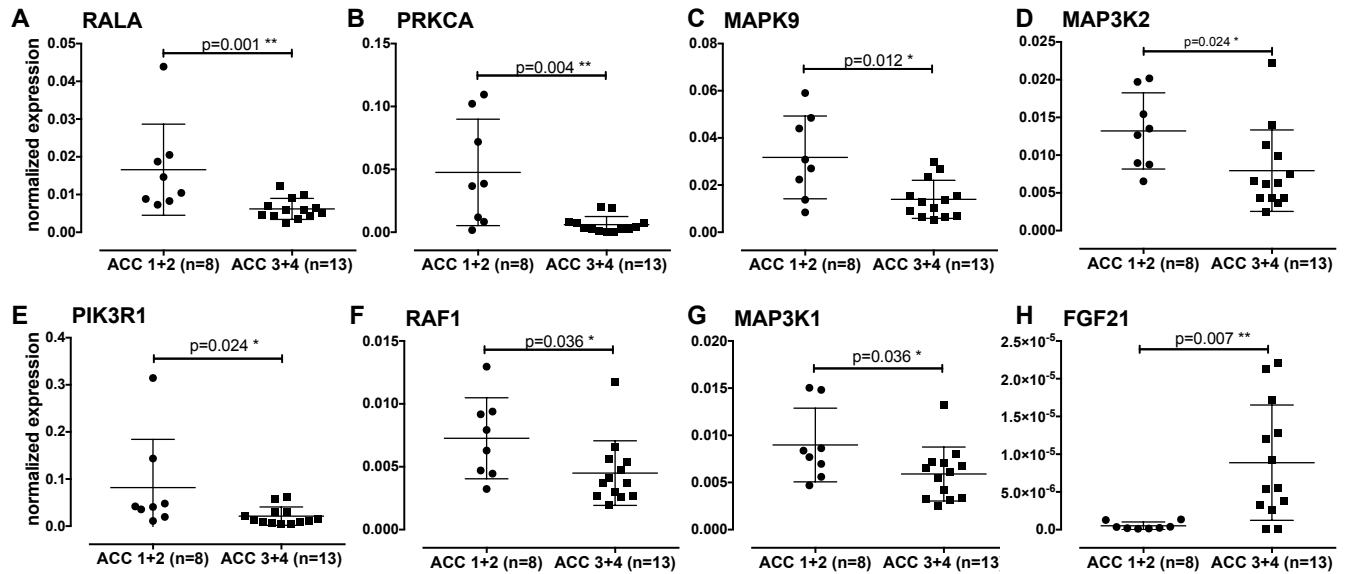 A RALA
normalized expression
0.05
0.04
0.03
0.02
0.01
0.00
p=0.001 **
ACC 1+2 (n=8) ACC 3+4 (n=13)
B PRKCA
0.15
0.10
0.05
0.00
p=0.004 **
ACC 1+2 (n=8) ACC 3+4 (n=13)
C MAPK9
0.08
0.06
0.04
0.02
0.00
p=0.012 *
ACC 1+2 (n=8) ACC 3+4 (n=13)
D MAP3K2
0.025
0.020
0.015
0.010
0.005
0.000
p=0.024 *
ACC 1+2 (n=8) ACC 3+4 (n=13)
E PIK3R1
normalized expression
0.4
0.3
0.2
0.1
0.0
p=0.024 *
ACC 1+2 (n=8) ACC 3+4 (n=13)
F RAF1
0.015
0.010
0.005
0.000
p=0.036 *
ACC 1+2 (n=8) ACC 3+4 (n=13)
G MAP3K1
0.020
0.015
0.010
0.005
0.000
p=0.036 *
ACC 1+2 (n=8) ACC 3+4 (n=13)
H FGF21
2.5×10⁻⁵
2.0×10⁻⁵
1.5×10⁻⁵
1.0×10⁻⁵
5.0×10⁻⁶
0.0
p=0.007 **
ACC 1+2 (n=8) ACC 3+4 (n=13)